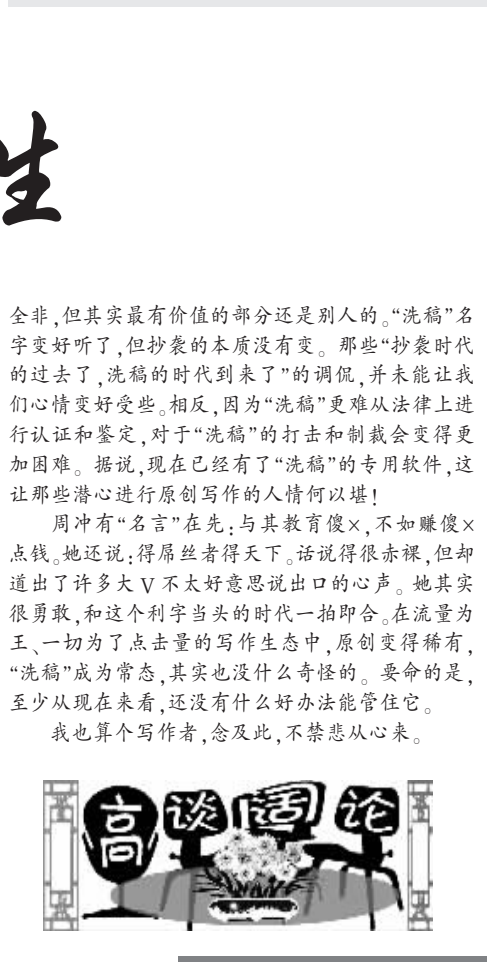 生
全非，但其实最有价值的部分还是别人的。“洗稿”名
字变好听了，但抄袭的本质没有变。那些“抄袭时代
的过去了，洗稿的时代到来了”的调侃，并未能让我
们心情变好受些。相反，因为“洗稿”更难从法律上进
行认证和鉴定，对于“洗稿”的打击和制裁会变得更
加困难。据说，现在已经有了“洗稿”的专用软件，这
让那些潜心进行原创写作的人情何以堪！
周冲有“名言”在先：与其教育傻×，不如赚傻×
点钱。她还说：得屌丝者得天下。话说得很赤裸，但却
道出了许多大V不太好意思说出口的心声。她其实
很勇敢，和这个利字当头的时代一拍即合。在流量为
王、一切为了点击量的写作生态中，原创变得稀有，
“洗稿”成为常态，其实也没什么奇怪的。要命的是，
至少从现在来看，还没有什么好办法能管住它。
我也算个写作者，念及此，不禁悲从心来。
高谈阔论